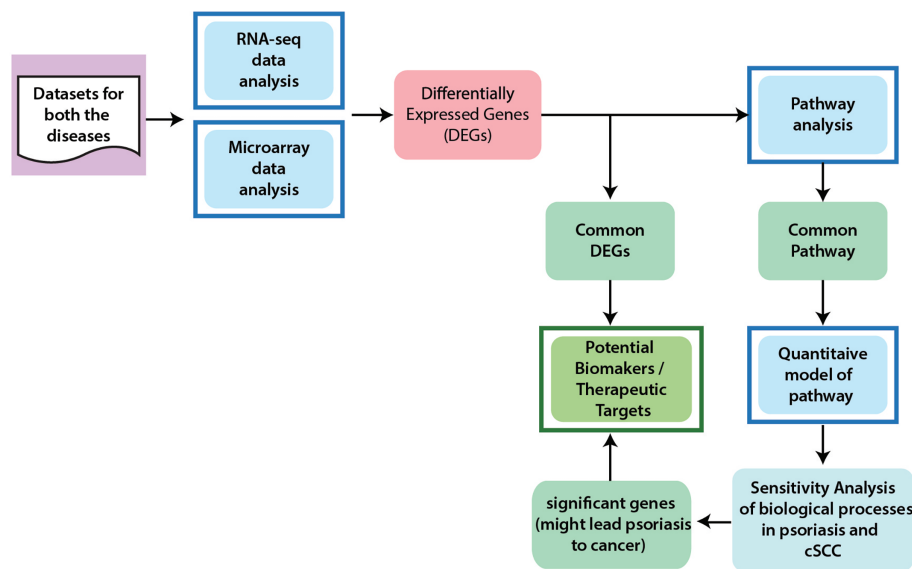 Datasets for
both the
diseases
RNA-seq
data
analysis
Microarray
data
analysis
Differentially
Expressed Genes
(DEGs)
Pathway
analysis
Common
DEGs
Common
Pathway
Potential
Biomakers /
Therapeutic
Targets
Quantitaive
model of
pathway
significant genes
(might lead psoriasis
to cancer)
Sensitivity Analysis
of biological processes
in psoriasis and
cSCC